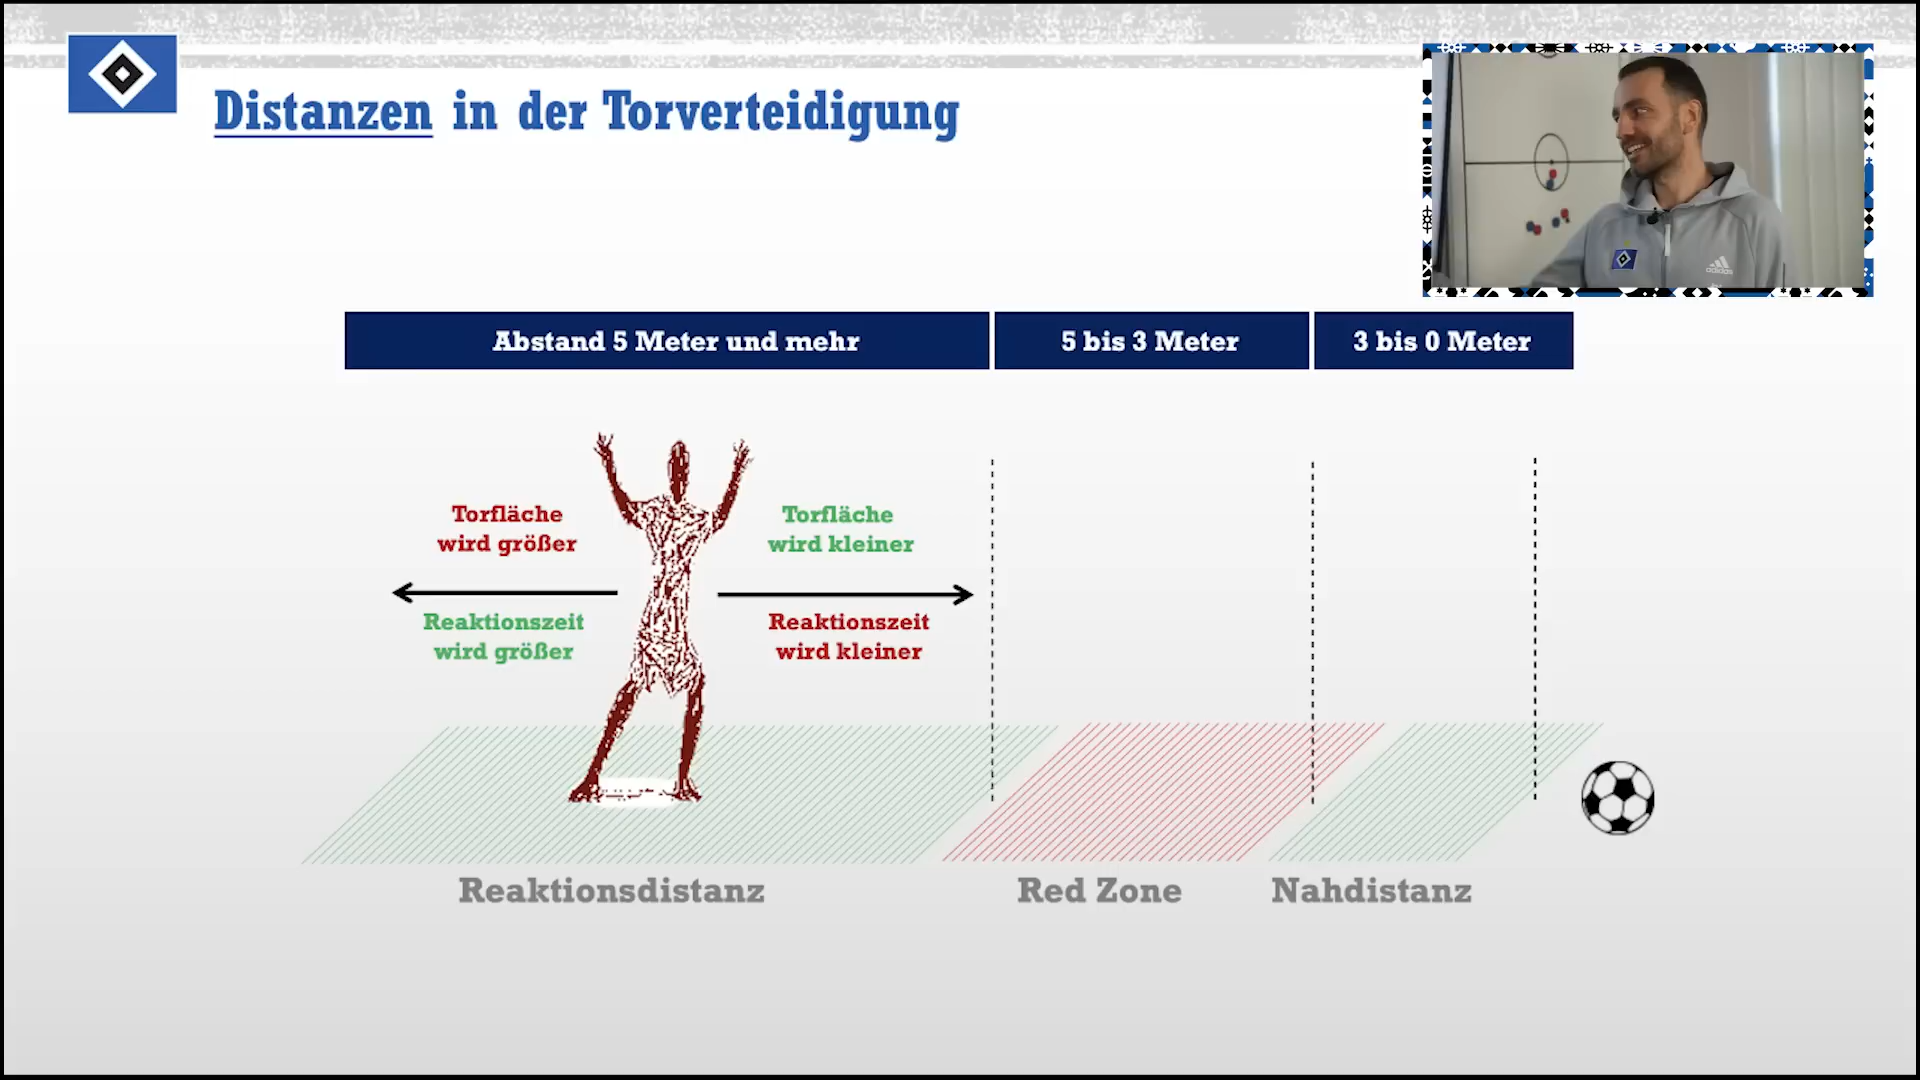 Distanzen in der Torverteidigung
Abstand 5 Meter und mehr
5 bis 3 Meter
3 bis 0 Meter
Torfläche
wird größer
Torfläche
wird kleiner
Reaktionszeit
wird größer
Reaktionszeit
wird kleiner
Reaktionsdistanz
Red Zone
Nahdistanz
adidas